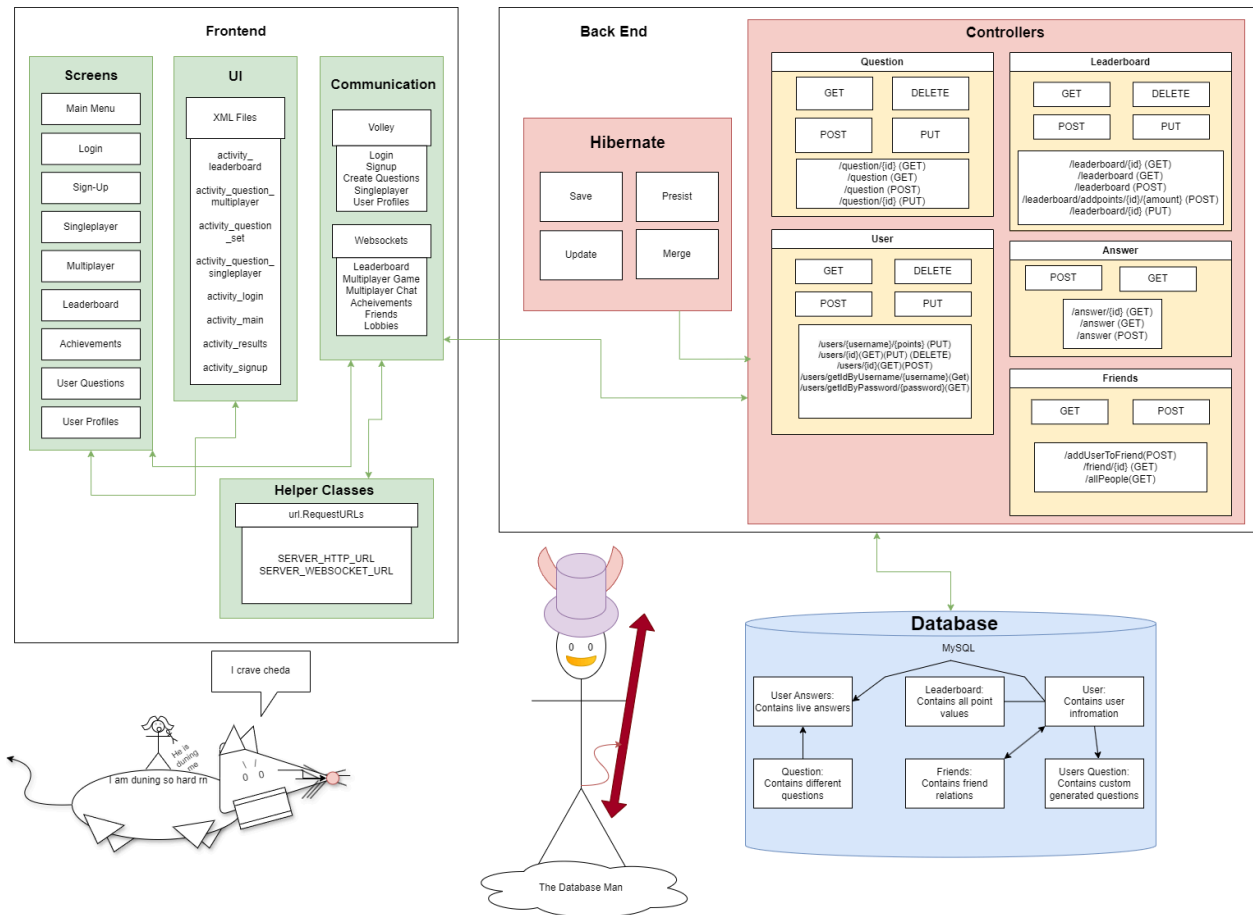 Frontend
Screens
Main Menu
Login
Sign-Up
Singleplayer
Multiplayer
Leaderboard
Achievements
User Questions
User Profiles
UI
XML Files
activity_
leaderboard
activity_question_
multiplayer
activity_question
_set
activity_question_
singleplayer
activity_login
activity_main
activity_results
activity_signup
Communication
Volley
Login
Signup
Create Questions
Singleplayer
User Profiles
Websockets
Leaderboard
Multiplayer Game
Multiplayer Chat
Acheivements
Friends
Lobbies
Helper Classes
url.RequestURLs
SERVER_HTTP_URL
SERVER_WEBSOCKET_URL
Back End
Hibernate
Save
Presist
Update
Merge
Controllers
Question
GET
DELETE
POST
PUT
/question/{id} (GET)
/question (GET)
/question (POST)
/question/{id} (PUT)
User
GET
DELETE
POST
PUT
/users/{username}/{points} (PUT)
/users/{id}(GET)(PUT) (DELETE)
/users/{id}(GET)(POST)
/users/getIdByUsername/{username}(Get)
/users/getIdByPassword/{password}(GET)
Leaderboard
GET
DELETE
POST
PUT
/leaderboard/{id} (GET)
/leaderboard (GET)
/leaderboard (POST)
/leaderboard/addpoints/{id}/{amount} (POST)
/leaderboard/{id} (PUT)
Answer
POST
GET
/answer/{id} (GET)
/answer (GET)
/answer (POST)
Friends
GET
POST
/addUserToFriend(POST)
/friend/{id} (GET)
/allPeople(GET)
Database
MySQL
User Answers:
Contains live answers
Leaderboard:
Contains all point
values
User:
Contains user
infromation
Question:
Contains different
questions
Friends:
Contains friend
relations
Users Question:
Contains custom
generated questions
I crave cheda
He is
duning
me
I am duning so hard rn
\ /
0 0
0 0
The Database Man